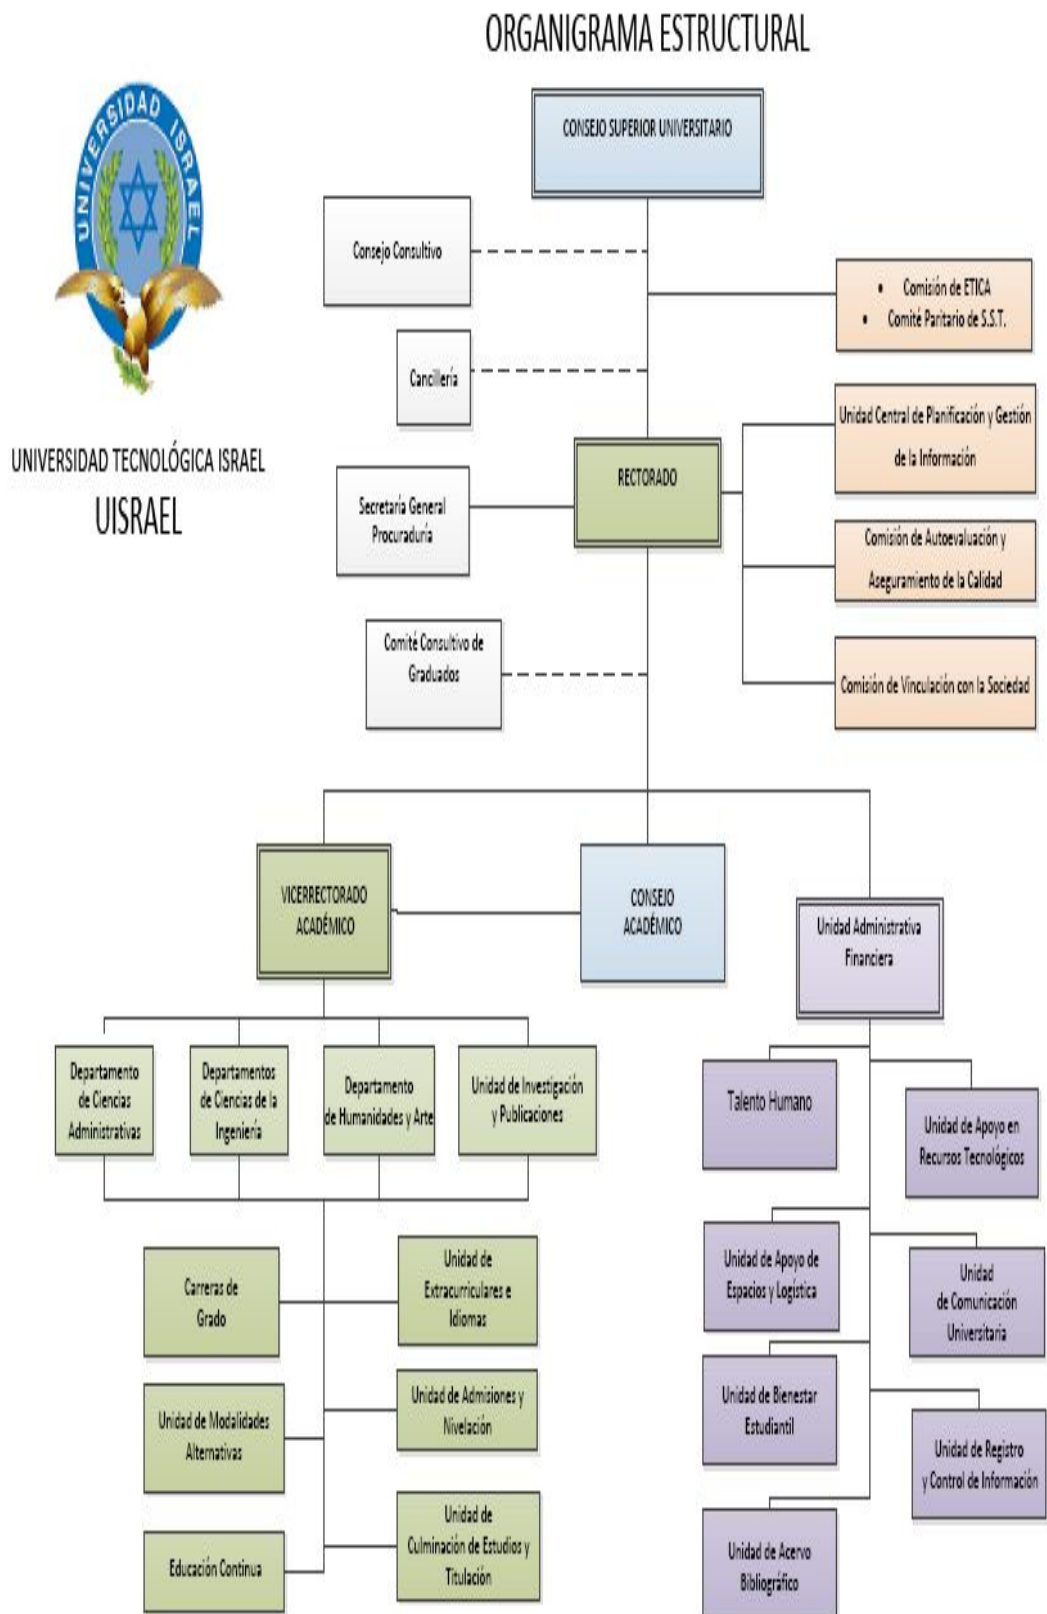 ORGANIGRAMA ESTRUCTURAL
UNIVERSIDAD ISRAEL
UNIVERSIDAD TECNOLÓGICA ISRAEL
UISRAEL
CONSEJO SUPERIOR UNIVERSITARIO
Consejo Consultivo
• Comisión de ETICA
• Comité Paritario de S.S.T.
Cancillería
Unidad Central de Planificación y Gestión
de la Información
RECTORADO
Secretaría General
Procuraduría
Comisión de Autoevaluación y
Aseguramiento de la Calidad
Comité Consultivo de
Graduados
Comisión de Vinculación con la Sociedad
VICERRECTORADO
ACADÉMICO
CONSEJO
ACADÉMICO
Unidad Administrativa
Financiera
Departamento
de Ciencias
Administrativas
Departamentos
de Ciencias de la
Ingeniería
Departamento
de Humanidades y Arte
Unidad de Investigación
y Publicaciones
Talento Humano
Unidad de Apoyo en
Recursos Tecnológicos
Carreras de
Grado
Unidad de
Extracurriculares e
Idiomas
Unidad de Apoyo de
Espacios y Logística
Unidad
de Comunicación
Universitaria
Unidad de Modalidades
Alternativas
Unidad de Admisiones y
Nivelación
Unidad de Bienestar
Estudiantil
Unidad de Registro
y Control de Información
Educación Continua
Unidad de
Culminación de Estudios y
Titulación
Unidad de Acervo
Bibliográfico